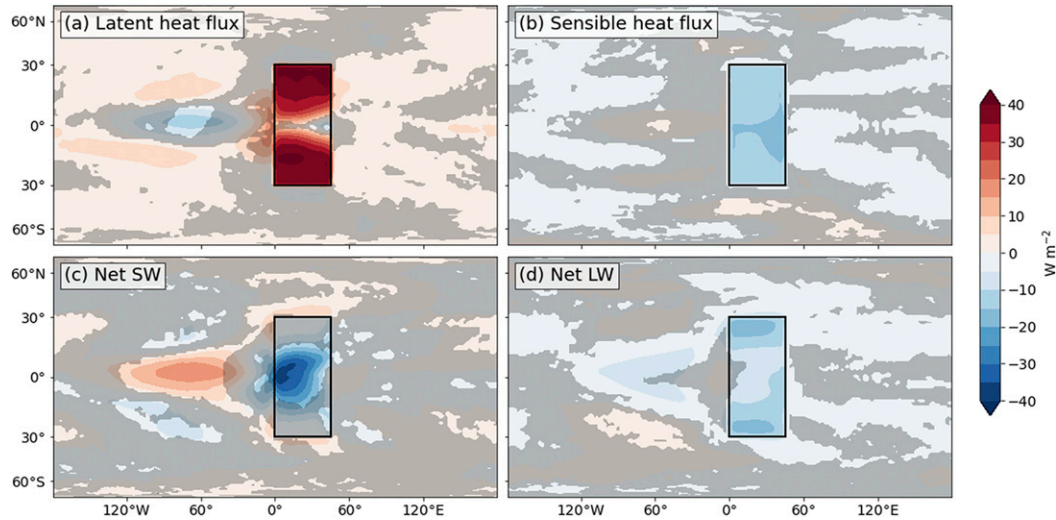 (a) Latent heat flux
(b) Sensible heat flux
60°N
30°
0°
30°
60°S
(c) Net SW
(d) Net LW
60°N
30°
0°
30°
60°S
120°W 60° 0° 60° 120°E
120°W 60° 0° 60° 120°E
40
30
20
10
0
−10
−20
−30
−40
W m−2